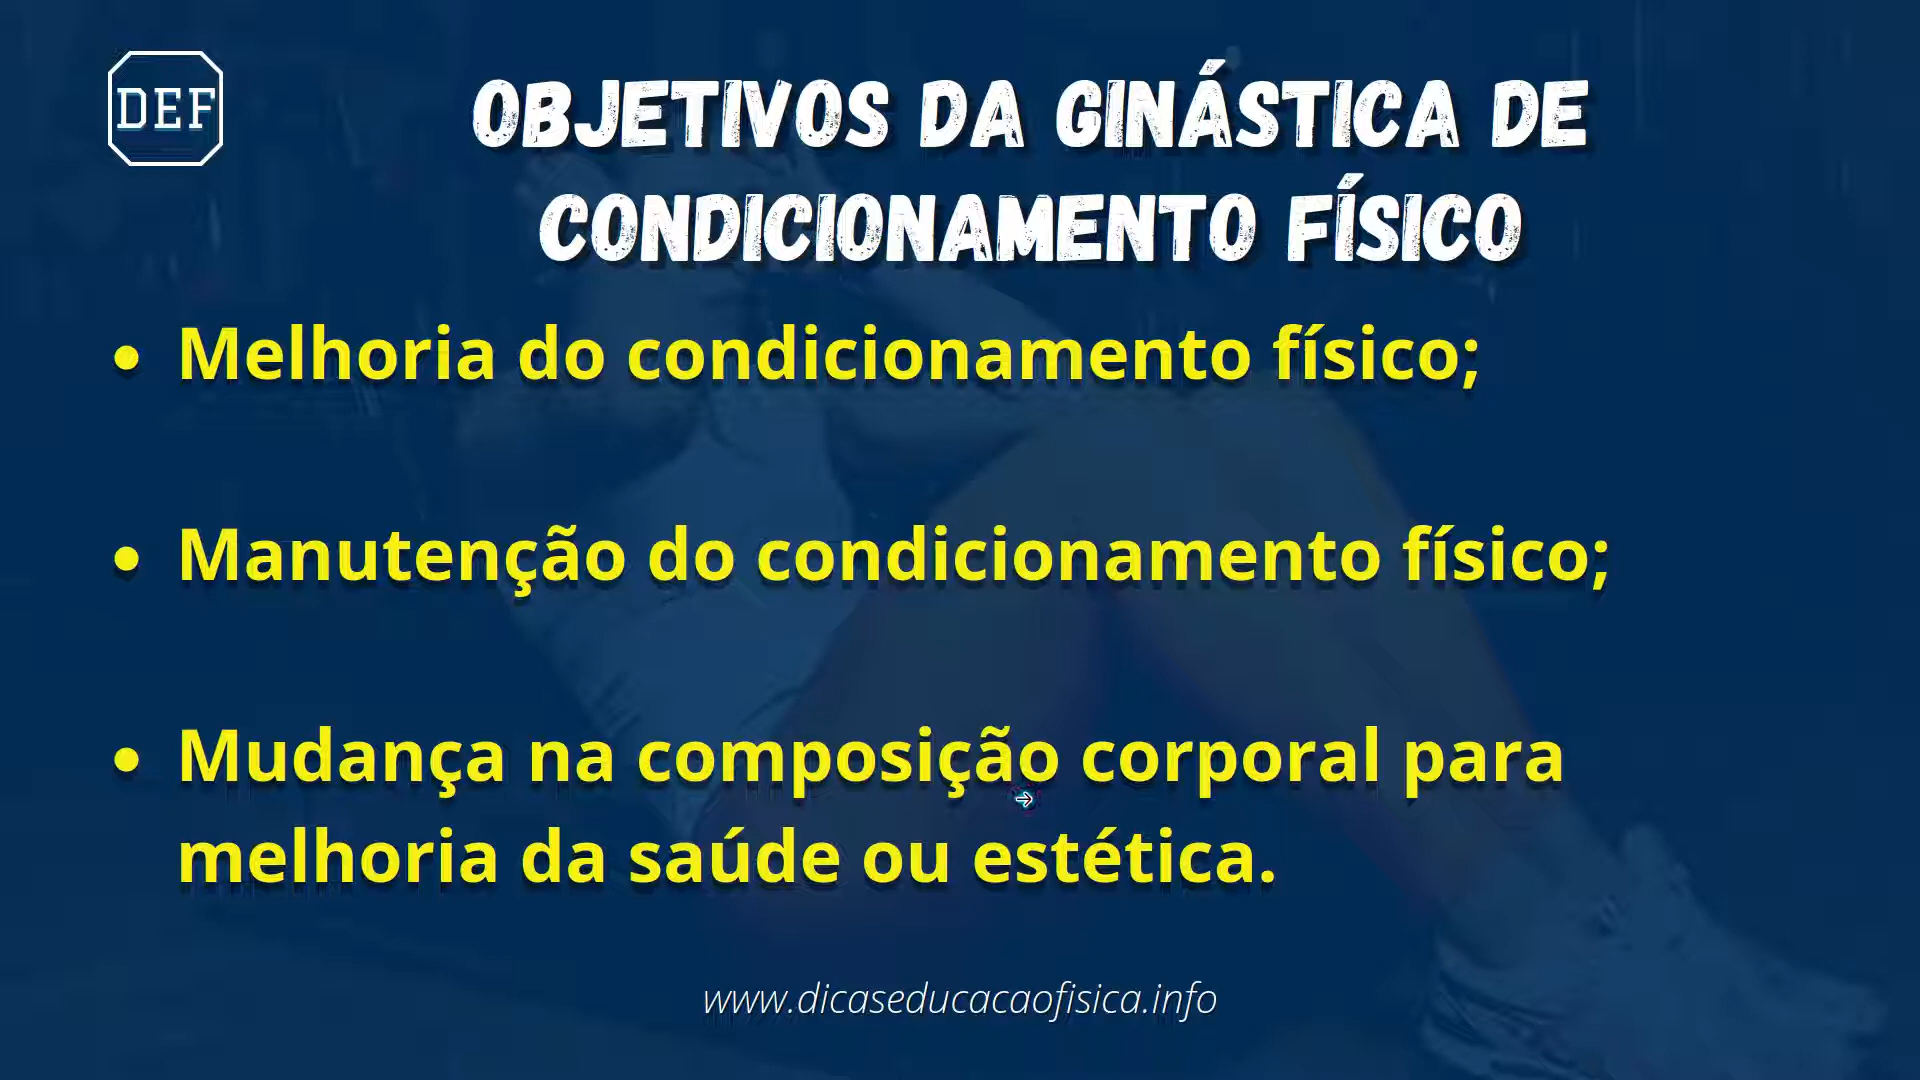 DEF
OBJETIVOS DA GINÁSTICA DE
CONDICIONAMENTO FÍSICO
• Melhoria do condicionamento físico;
• Manutenção do condicionamento físico;
• Mudança na composição corporal para
melhoria da saúde ou estética.
www.dicaseducacaofisica.info